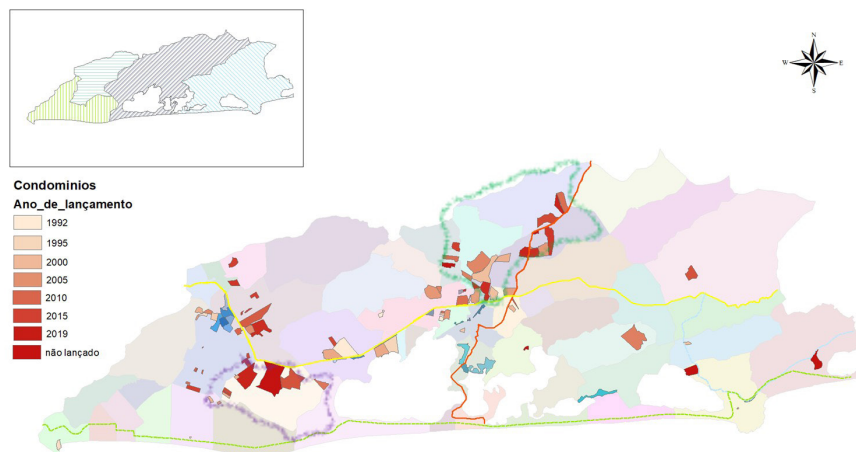 N
W
E
S
Condominios
Ano_de_lançamento
1992
1995
2000
2005
2010
2015
2019
não lançado